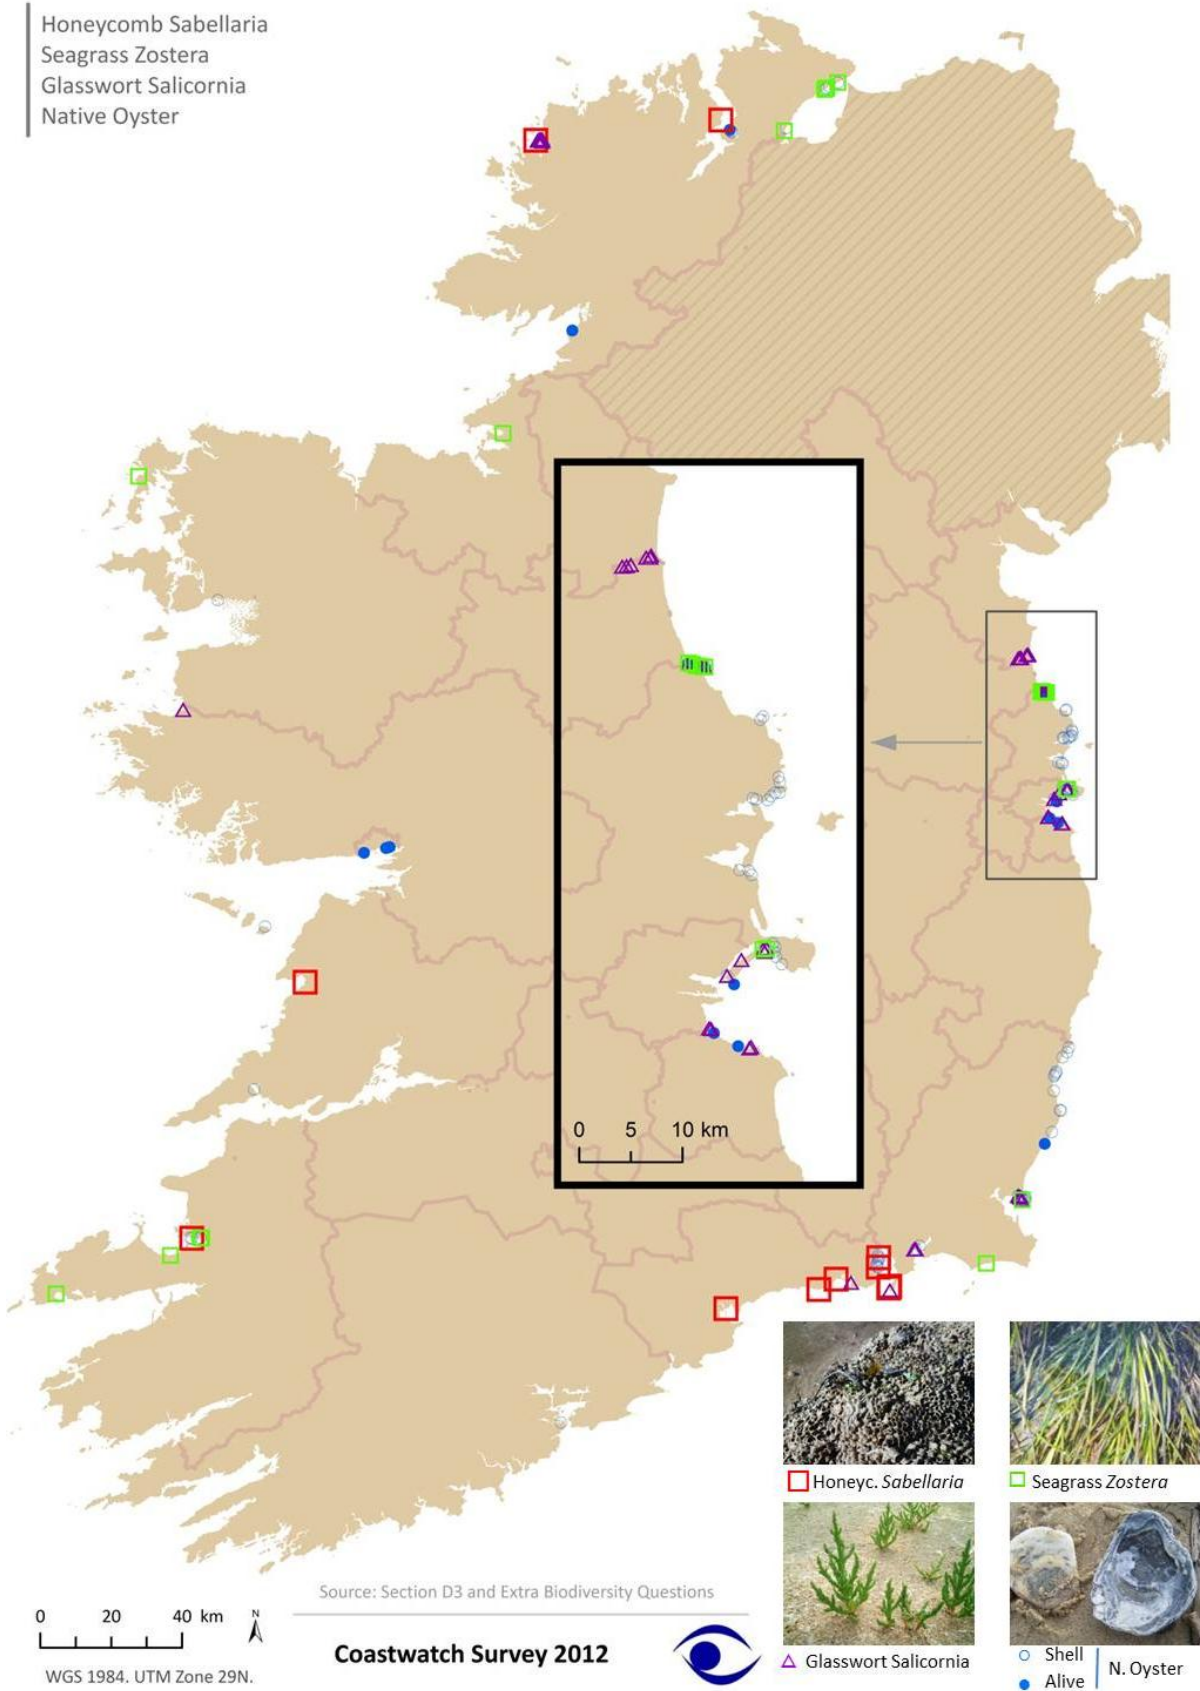 Honeycomb Sabellaria
Seagrass Zostera
Glasswort Salicornia
Native Oyster
0 5 10 km
Honeyc. Sabellaria
Seagrass Zostera
Source: Section D3 and Extra Biodiversity Questions
0 20 40 km
N
Coastwatch Survey 2012
WGS 1984. UTM Zone 29N.
Glasswort Salicornia
Shell
Alive
N. Oyster